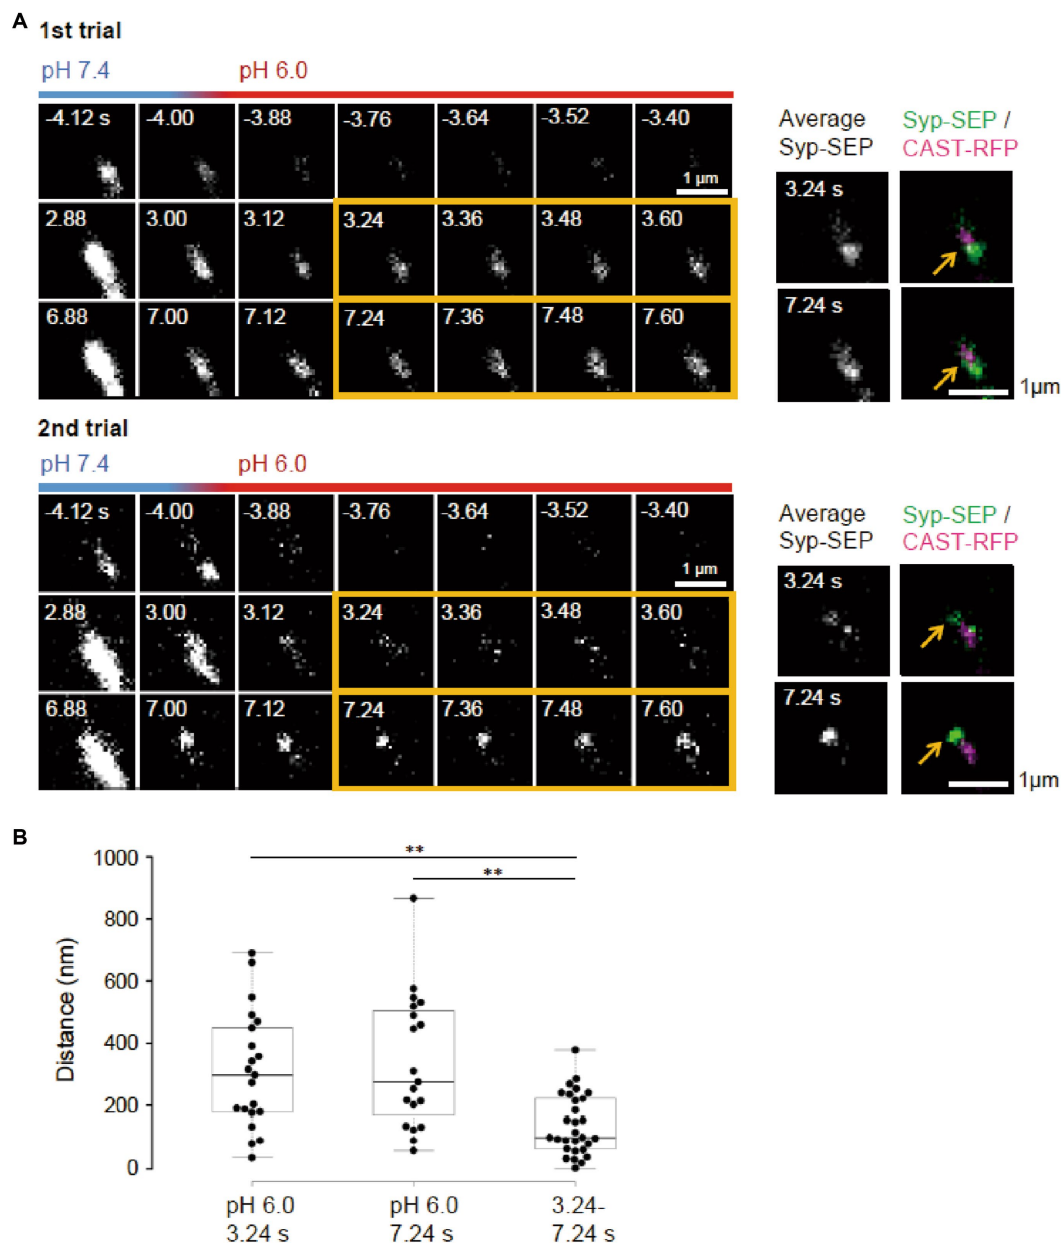 A
1st trial
pH 7.4 pH 6.0
-4.12 s -4.00 -3.88 -3.76 -3.64 -3.52 -3.40
1 μm
2.88 3.00 3.12 3.24 3.36 3.48 3.60
6.88 7.00 7.12 7.24 7.36 7.48 7.60
Average
Syp-SEP
Syp-SEP /
CAST-RFP
3.24 s
7.24 s
1μm
2nd trial
pH 7.4 pH 6.0
-4.12 s -4.00 -3.88 -3.76 -3.64 -3.52 -3.40
1 μm
2.88 3.00 3.12 3.24 3.36 3.48 3.60
6.88 7.00 7.12 7.24 7.36 7.48 7.60
Average
Syp-SEP
Syp-SEP /
CAST-RFP
3.24 s
7.24 s
1μm
B
Distance (nm)
1000
800
600
400
200
0
**
**
pH 6.0
3.24 s
pH 6.0
7.24 s
3.24-
7.24 s